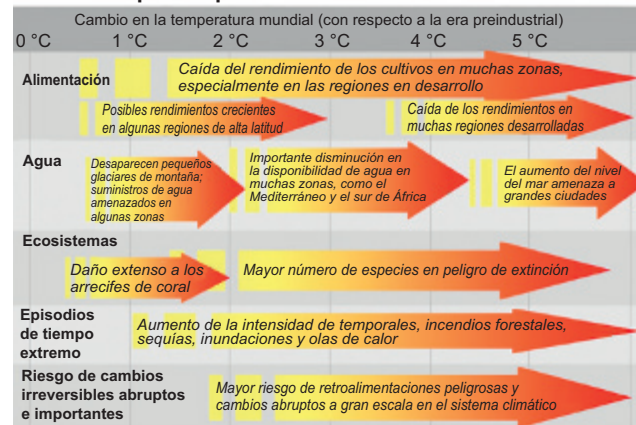 Cambio en la temperatura mundial (con respecto a la era preindustrial)
0 °C 1 °C 2 °C 3 °C 4 °C 5 °C
Alimentación
Caída del rendimiento de los cultivos en muchas zonas,
especialmente en las regiones en desarrollo
Posibles rendimientos crecientes
en algunas regiones de alta latitud
Caída de los rendimientos en
muchas regiones desarrolladas
Agua
Desaparecen pequeños
glaciares de montaña;
suministros de agua
amenazados en
algunas zonas
Importante disminución en
la disponibilidad de agua en
muchas zonas, como el
Mediterráneo y el sur de África
El aumento del nivel
del mar amenaza a
grandes ciudades
Ecosistemas
Daño extenso a los
arrecifes de coral
Mayor número de especies en peligro de extinción
Episodios
de tiempo
extremo
Aumento de la intensidad de temporales, incendios forestales,
sequías, inundaciones y olas de calor
Riesgo de cambios
irreversibles abruptos
e importantes
Mayor riesgo de retroalimentaciones peligrosas y
cambios abruptos a gran escala en el sistema climático